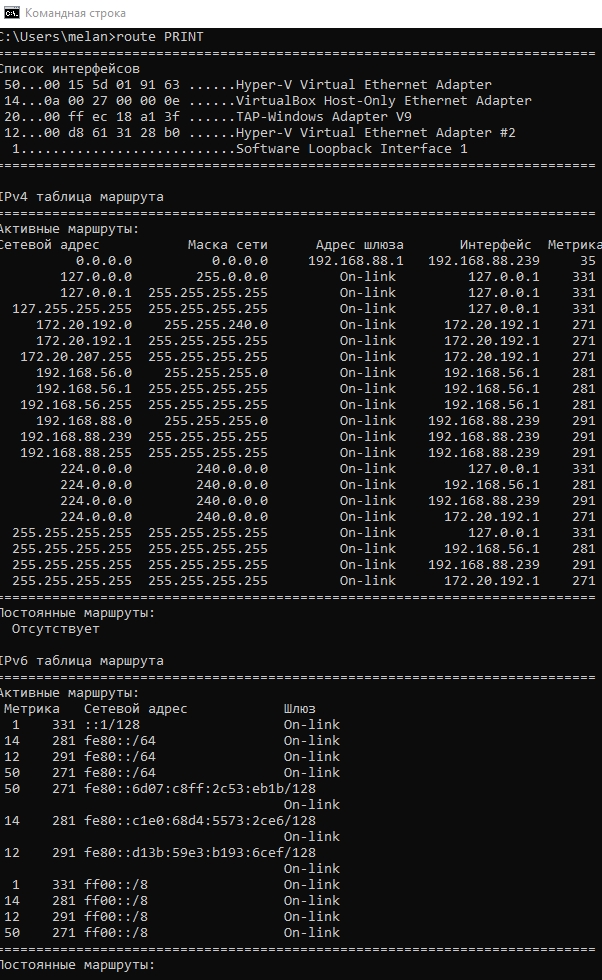 Командная строка
C:\Users\melan>route PRINT
===========================================================================
Список интерфейсов
 50...00 15 5d 01 91 63 ......Hyper-V Virtual Ethernet Adapter
 14...0a 00 27 00 00 0e ......VirtualBox Host-Only Ethernet Adapter
 20...00 ff ec 18 a1 3f ......TAP-Windows Adapter V9
 12...00 d8 61 31 28 b0 ......Hyper-V Virtual Ethernet Adapter #2
  1...........................Software Loopback Interface 1
===========================================================================
IPv4 таблица маршрута
===========================================================================
Активные маршруты:
Сетевой адрес           Маска сети      Адрес шлюза       Интерфейс  Метрика
          0.0.0.0          0.0.0.0     192.168.88.1   192.168.88.239     35
        127.0.0.0        255.0.0.0         On-link         127.0.0.1    331
        127.0.0.1  255.255.255.255         On-link         127.0.0.1    331
  127.255.255.255  255.255.255.255         On-link         127.0.0.1    331
     172.20.192.0    255.255.240.0         On-link      172.20.192.1    271
     172.20.192.1  255.255.255.255         On-link      172.20.192.1    271
   172.20.207.255  255.255.255.255         On-link      172.20.192.1    271
     192.168.56.0    255.255.255.0         On-link      192.168.56.1    281
     192.168.56.1  255.255.255.255         On-link      192.168.56.1    281
   192.168.56.255  255.255.255.255         On-link      192.168.56.1    281
     192.168.88.0    255.255.255.0         On-link    192.168.88.239    291
   192.168.88.239  255.255.255.255         On-link    192.168.88.239    291
   192.168.88.255  255.255.255.255         On-link    192.168.88.239    291
        224.0.0.0        240.0.0.0         On-link         127.0.0.1    331
        224.0.0.0        240.0.0.0         On-link      192.168.56.1    281
        224.0.0.0        240.0.0.0         On-link    192.168.88.239    291
        224.0.0.0        240.0.0.0         On-link      172.20.192.1    271
  255.255.255.255  255.255.255.255         On-link         127.0.0.1    331
  255.255.255.255  255.255.255.255         On-link      192.168.56.1    281
  255.255.255.255  255.255.255.255         On-link    192.168.88.239    291
  255.255.255.255  255.255.255.255         On-link      172.20.192.1    271
===========================================================================
Постоянные маршруты:
  Отсутствует
IPv6 таблица маршрута
===========================================================================
Активные маршруты:
 Метрика   Сетевой адрес            Шлюз
  1    331 ::1/128                  On-link
 14    281 fe80::/64                On-link
 12    291 fe80::/64                On-link
 50    271 fe80::/64                On-link
 50    271 fe80::6d07:c8ff:2c53:eb1b/128
                                    On-link
 14    281 fe80::c1e0:68d4:5573:2ce6/128
                                    On-link
 12    291 fe80::d13b:59e3:b193:6cef/128
                                    On-link
  1    331 ff00::/8                 On-link
 14    281 ff00::/8                 On-link
 12    291 ff00::/8                 On-link
 50    271 ff00::/8                 On-link
===========================================================================
Постоянные маршруты: